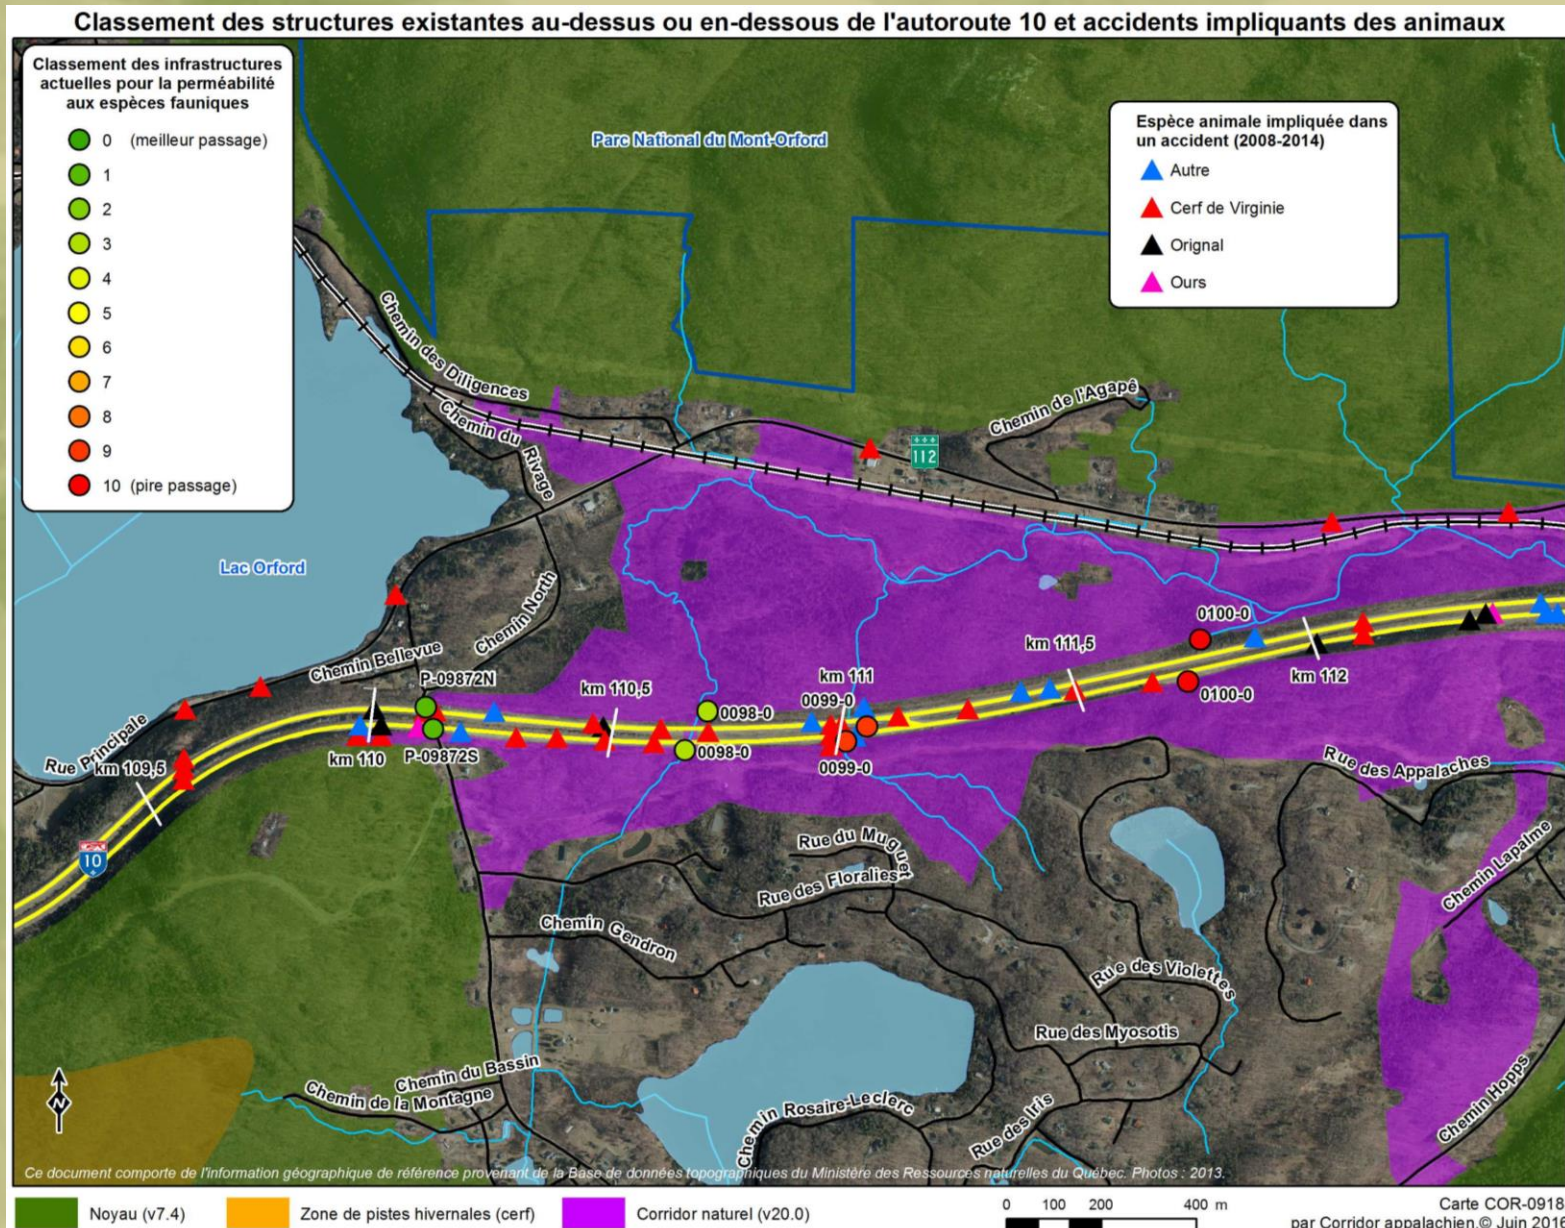 Classement des structures existantes au-dessus ou en-dessous de l'autoroute 10 et accidents impliquants des animaux
Classement des infrastructures
actuelles pour la perméabilité
aux espèces fauniques
0 (meilleur passage)
1
2
3
4
5
6
7
8
9
10 (pire passage)
Espèce animale impliquée dans
un accident (2008-2014)
Autre
Cerf de Virginie
Orignal
Ours
Parc National du Mont-Orford
Chemin des Diligences
Chemin du Rivage
Chemin de l'Agapé
112
Lac Orford
Chemin North
Chemin Bellevue
Rue Principale
km 109,5
10
km 110
P-09872N
P-09872S
km 110,5
0098-0
0098-0
km 111
0099-0
0099-0
km 111,5
0100-0
0100-0
km 112
Rue des Appalaches
Chemin Lapalme
Rue du Muguet
Rue des Floralies
Chemin Gendron
Rue des Violettes
Rue des Myosotis
Chemin du Bassin
Chemin de la Montagne
Chemin Rosaire-Leclerc
Rue des Iris
Chemin Hopps
N
Ce document comporte de l'information géographique de référence provenant de la Base de données topographiques du Ministère des Ressources naturelles du Québec. Photos : 2013.
Noyau (v7.4)
Zone de pistes hivernales (cerf)
Corridor naturel (v20.0)
0 100 200 400 m
Carte COR-0918
par Corridor appalachien,© Juin 2016